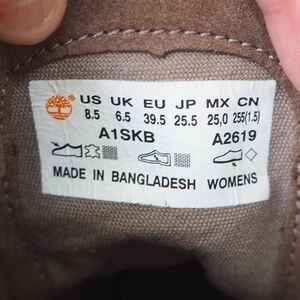 US UK EU JP MX CN
8.5 6.5 39.5 25.5 25,0 255(1.5)
A1SKB A2619
MADE IN BANGLADESH WOMENS